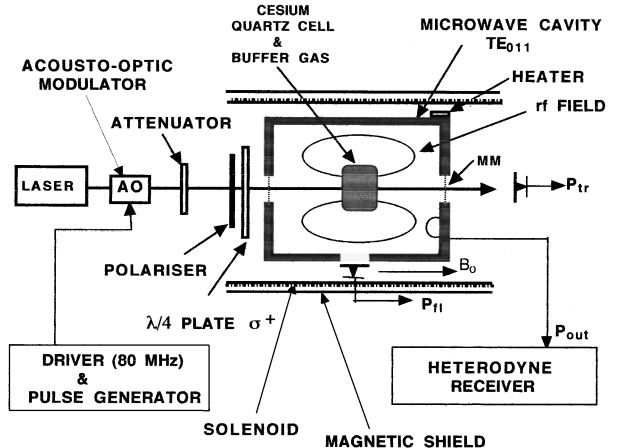 CESIUM
QUARTZ CELL
&
BUFFER GAS
MICROWAVE CAVITY
TE011
ACOUSTO-OPTIC
MODULATOR
HEATER
rf FIELD
ATTENUATOR
LASER
AO
MM
Ptr
POLARISER
Bo
Pfl
λ/4 PLATE σ+
Pout
DRIVER (80 MHz)
&
PULSE GENERATOR
HETERODYNE
RECEIVER
SOLENOID
MAGNETIC SHIELD